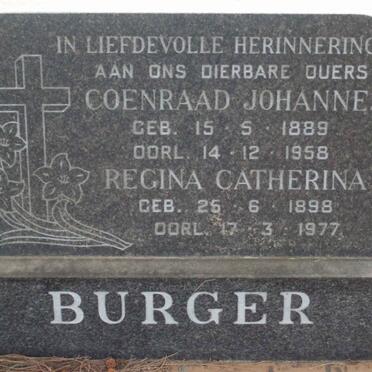 IN LIEFDEVOLLE HERINNERING
AAN ONS DIERBARE OUERS
COENRAAD JOHANNE
GEB. 15 · 5 · 1889
OORL. 14 · 12 · 1958
REGINA CATHERINA
GEB. 25 · 6 · 1898
OORL. 17 · 3 · 1977
BURGER